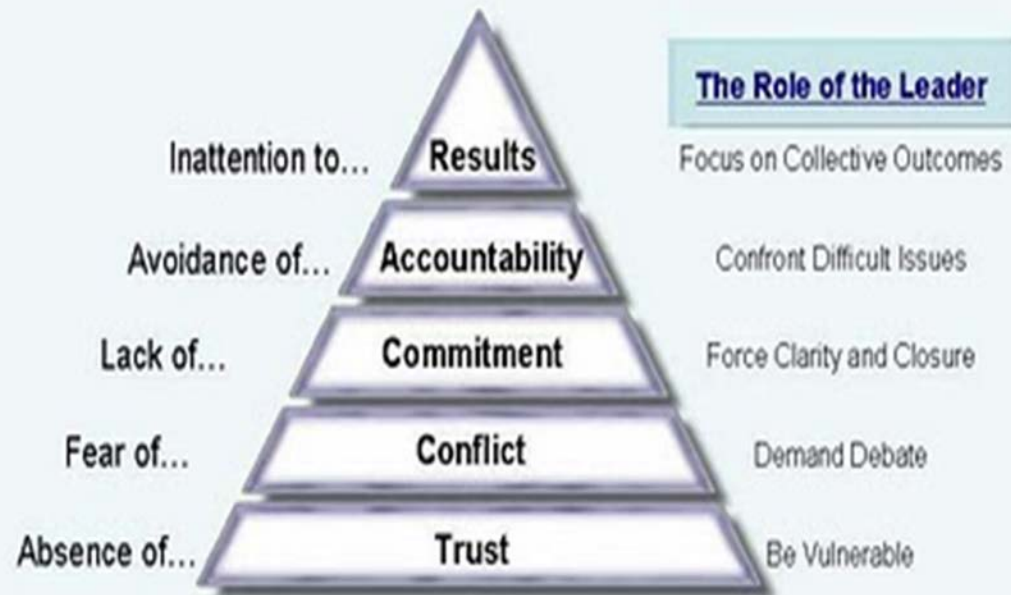 The Role of the Leader
Inattention to... Results Focus on Collective Outcomes
Avoidance of... Accountability Confront Difficult Issues
Lack of... Commitment Force Clarity and Closure
Fear of... Conflict Demand Debate
Absence of... Trust Be Vulnerable